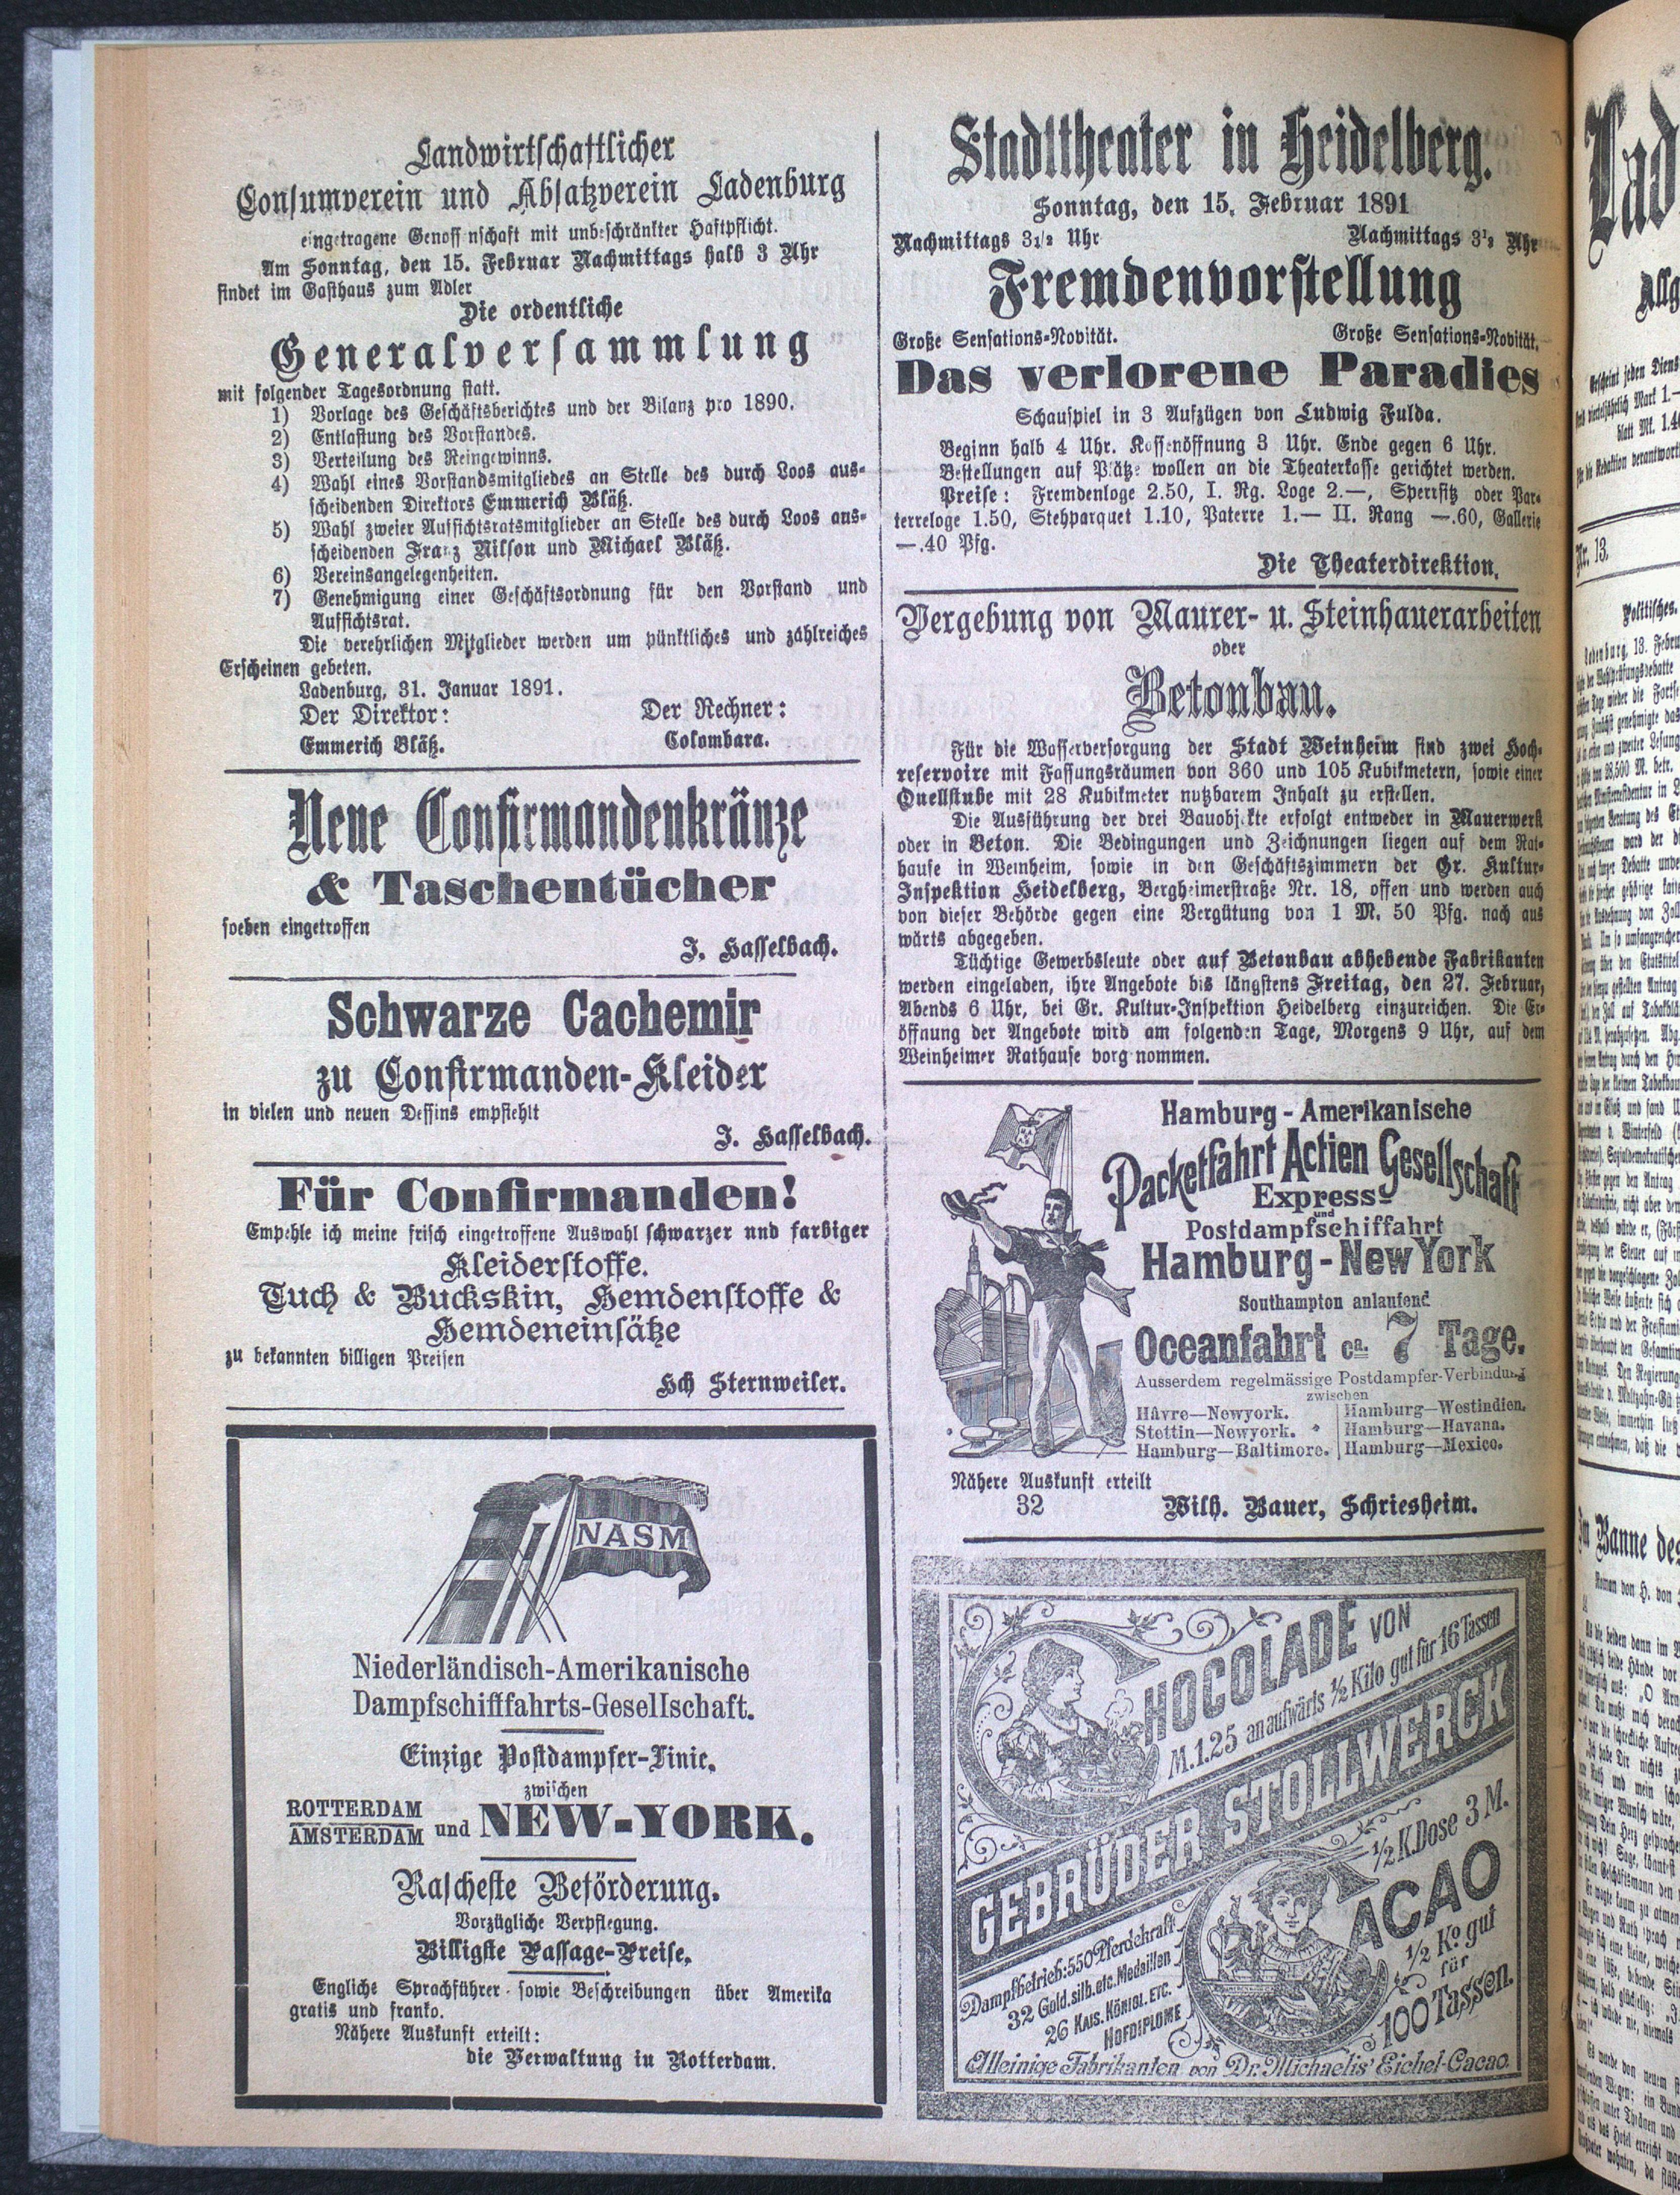 Landwirtschaftlicher
Consumverein und Absatzverein Ladenburg
eingetragene Genoss nschaft mit unbeschränkter Haftpflicht.
Am Sonntag, den 15. Februar Nachmittags halb 3 Uhr
findet im Gasthaus zum Adler
Die ordentliche
Generalversammlung
mit folgender Tagesordnung statt.
1) Vorlage des Geschäftsberichtes und der Bilanz pro 1890.
2) Entlastung des Vorstandes.
3) Verteilung des Reingewinns.
4) Wahl eines Vorstandsmitgliedes an Stelle des durch Loos aus-
scheidenden Direktors Emmerich Bläß.
5) Wahl zweier Aufsichtsratsmitglieder an Stelle des durch Loos aus-
scheidenden Franz Nilson und Michael Bläß.
6) Vereinsangelegenheiten.
7) Genehmigung einer Geschäftsordnung für den Vorstand und
Aufsichtsrat.
Die verehrlichen Mitglieder werden um pünktliches und zahlreiches
Erscheinen gebeten.
Ladenburg, 31. Januar 1891.
Der Direktor: Der Rechner:
Emmerich Bläß. Colombara.
Neue Confirmandenkränze
& Taschentücher
soeben eingetroffen
J. Hasselbach.
Schwarze Cachemir
zu Confirmanden-Kleider
in vielen und neuen Dessins empfiehlt
J. Hasselbach.
Für Confirmanden!
Empehle ich meine frisch eingetroffene Auswahl schwarzer und farbiger
Kleiderstoffe.
Tuch & Buckskin, Hemdenstoffe &
Hemdeneinsätze
zu bekannten billigen Preisen
Hch Sternweiler.
NASM
Niederländisch-Amerikanische
Dampfschifffahrts-Gesellschaft.
Einzige Postdampfer-Linie.
zwischen
ROTTERDAM
AMSTERDAM und NEW-YORK.
Rascheste Beförderung.
Vorzügliche Verpflegung.
Billigste Passage-Preise.
Engliche Sprachführer sowie Beschreibungen über Amerika
gratis und franko.
Nähere Auskunft erteilt:
die Verwaltung in Rotterdam.
Stadttheater in Heidelberg.
Sonntag, den 15. Februar 1891
Nachmittags 3½ Uhr Nachmittags 3½ Uhr
Fremdenvorstellung
Große Sensations-Novität. Große Sensations-Novität.
Das verlorene Paradies
Schauspiel in 3 Aufzügen von Ludwig Fulda.
Beginn halb 4 Uhr. Kassenöffnung 3 Uhr. Ende gegen 6 Uhr.
Bestellungen auf Plätze wollen an die Theaterkasse gerichtet werden.
Preise: Fremdenloge 2.50, I. Rg. Loge 2.—, Sperrsitz oder Par-
terreloge 1.50, Stehparquet 1.10, Paterre 1.— II. Rang —.60, Gallerie
—.40 Pfg.
Die Theaterdirektion.
Vergebung von Maurer- u. Steinhauerarbeiten
oder
Betonbau.
Für die Wasserversorgung der Stadt Weinheim sind zwei Hoch-
reservoire mit Fassungsräumen von 360 und 105 Kubikmetern, sowie einer
Quellstube mit 28 Kubikmeter nutzbarem Inhalt zu erstellen.
Die Ausführung der drei Bauobjekte erfolgt entweder in Mauerwerk
oder in Beton. Die Bedingungen und Zeichnungen liegen auf dem Rat-
hause in Weinheim, sowie in den Geschäftszimmern der Gr. Kultur-
Inspektion Heidelberg, Bergheimerstraße Nr. 18, offen und werden auch
von dieser Behörde gegen eine Vergütung von 1 M. 50 Pfg. nach aus
wärts abgegeben.
Tüchtige Gewerbsleute oder auf Betonbau abhebende Fabrikanten
werden eingeladen, ihre Angebote bis längstens Freitag, den 27. Februar,
Abends 6 Uhr, bei Gr. Kultur-Inspektion Heidelberg einzureichen. Die Er-
öffnung der Angebote wird am folgenden Tage, Morgens 9 Uhr, auf dem
Weinheimer Rathause vorg nommen.
Hamburg - Amerikanische
Packetfahrt Actien Gesellschaft
Express-
und
Postdampfschiffahrt
Hamburg - New York
Southampton anlaufend
Oceanfahrt ca. 7 Tage.
Ausserdem regelmässige Postdampfer-Verbindung
zwischen
Hâvre—Newyork. Hamburg—Westindien.
Stettin—Newyork. Hamburg—Havana.
Hamburg—Baltimore. Hamburg—Mexico.
Nähere Auskunft erteilt
32 Wilh. Bauer, Schriesheim.
CHOCOLADE VON
M.1.25 an aufwärts ½ Kilo gut für 16 Tassen
GEBRÜDER STOLLWERCK
½ K. Dose 3 M.
CACAO
½ Ko gut
für
100 Tassen.
Dampfbetrieb: 550 Pferdekraft
32 Gold. silb. etc. Medaillen
26 KAIS. KÖNIGL. ETC.
HOFDIPLOME
Alleinige Fabrikanten von Dr. Michaelis' Eichel-Cacao.
Lad
Allg
Erscheint jeden Diens
Nr. 13.
Politisches.
Ladenburg, 13. Febru
Im Banne des
Roman von H. von